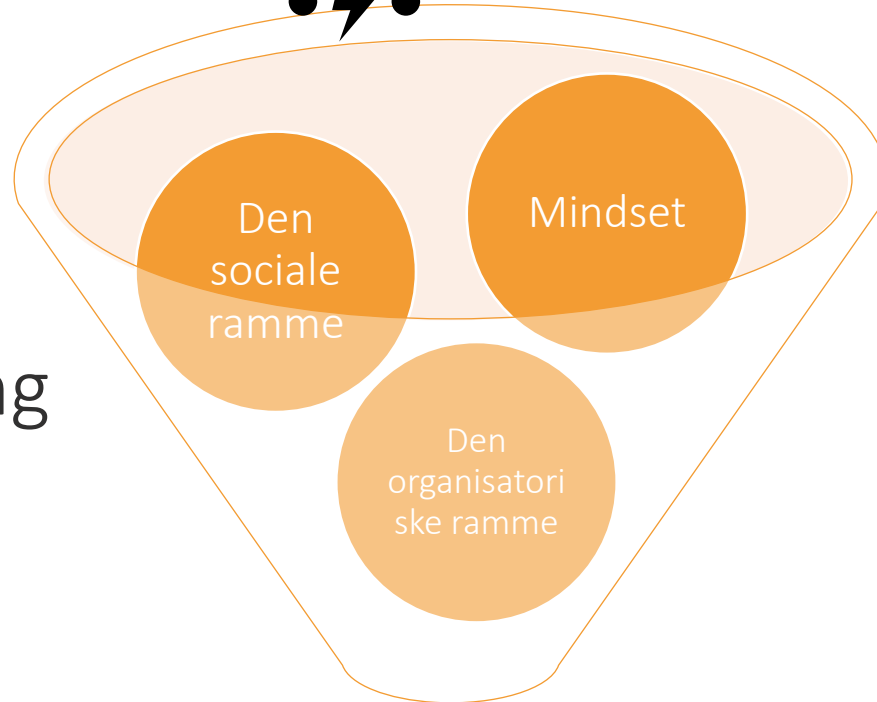 Mindset
Den
sociale
ramme
ng
Den
organisatori
ske ramme